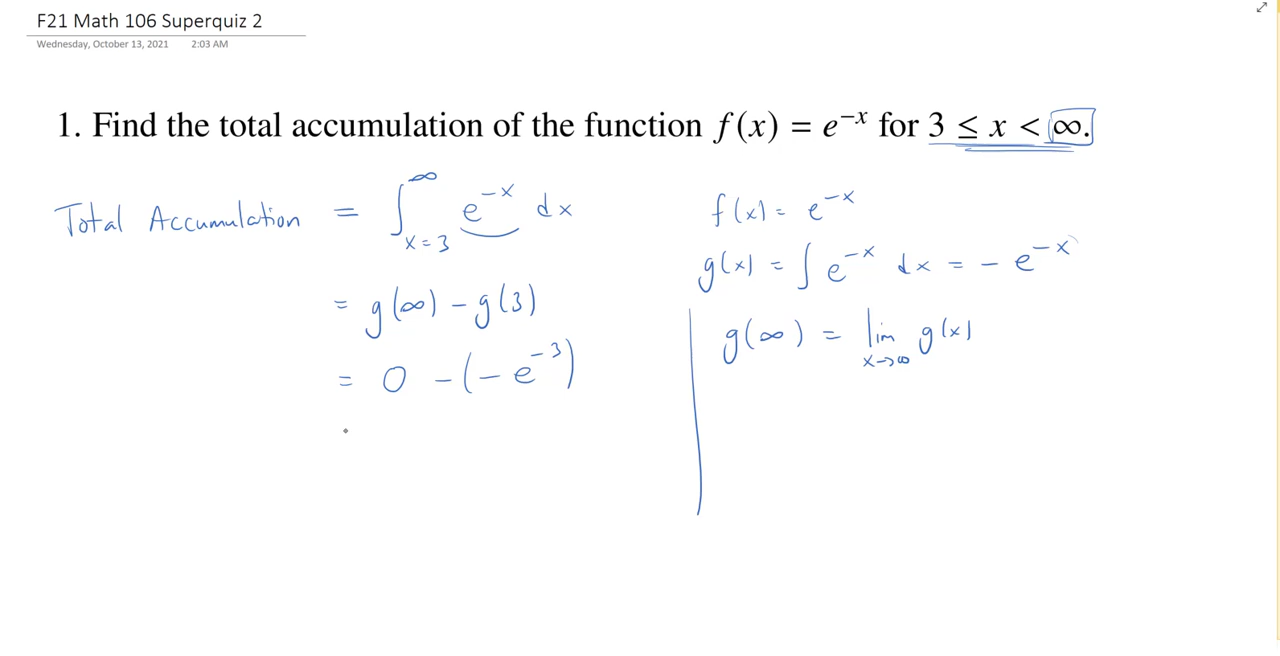 F21 Math 106 Superquiz 2
Wednesday, October 13, 2021 2:03 AM
1. Find the total accumulation of the function f(x) = e^{−x} for 3 ≤ x < ∞.
Total Accumulation = ∫_{x=3}^{∞} e^{−x} dx
= g(∞) − g(3)
= 0 − (−e^{−3})
f(x) = e^{−x}
g(x) = ∫ e^{−x} dx = −e^{−x}
g(∞) = lim_{x→∞} g(x)